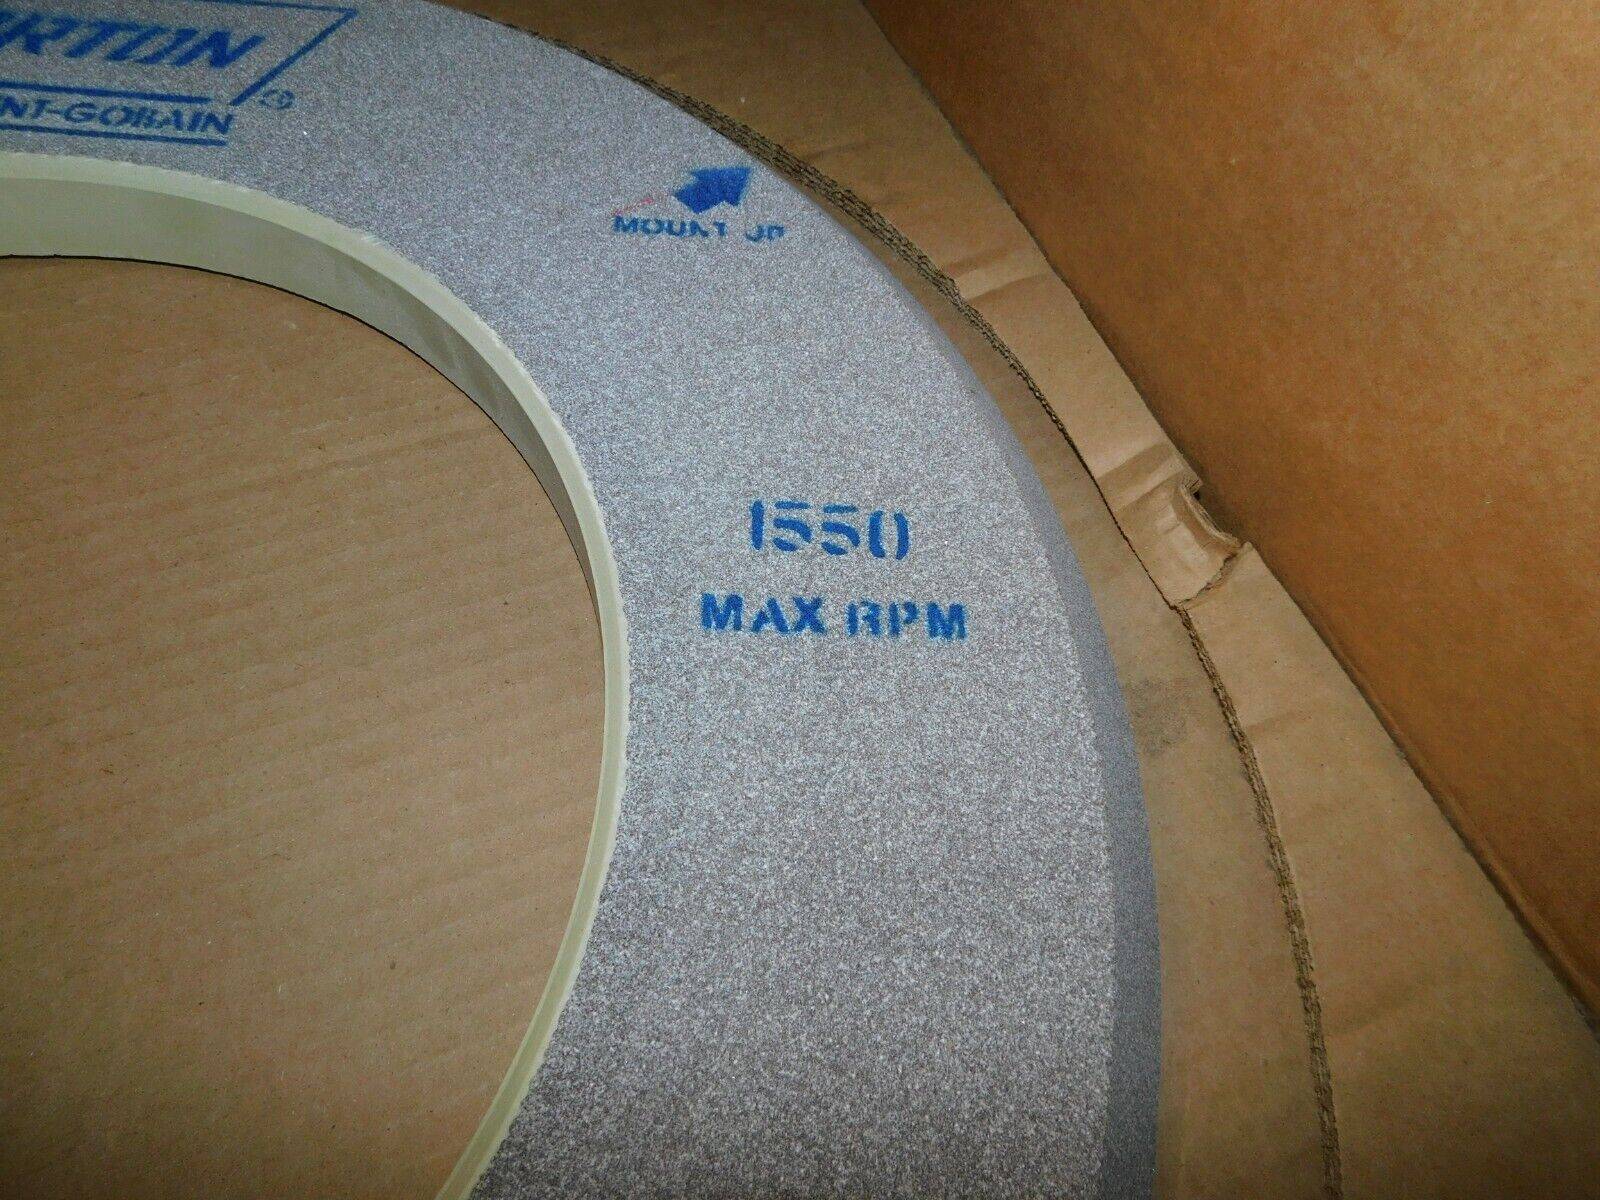 RTON
NT-GOBAIN
MOUNT UP
1550
MAX RPM